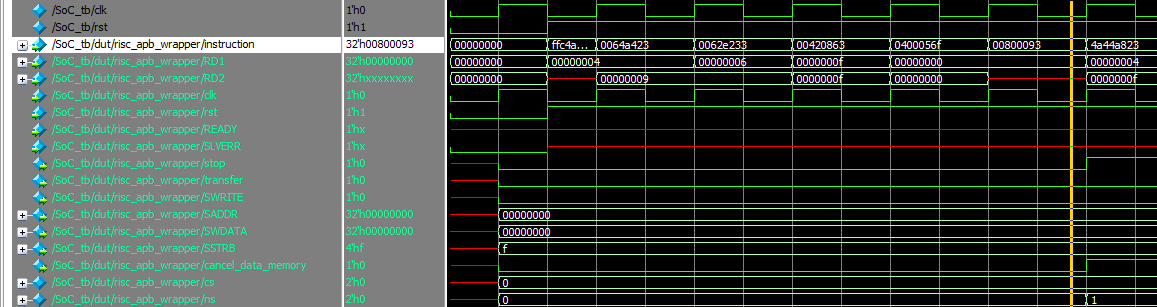 /SoC_tb/clk 1'h0
/SoC_tb/rst 1'h1
/SoC_tb/dut/risc_apb_wrapper/instruction 32'h00800093 00000000 ffc4a... 0064a423 0062e233 00420863 0400056f 00800093 4a44a823
/SoC_tb/dut/risc_apb_wrapper/RD1 32'h00000000 00000000 00000004 00000006 0000000f 00000000 00000004
/SoC_tb/dut/risc_apb_wrapper/RD2 32'hxxxxxxxx 00000000 00000009 0000000f 00000000 0000000f
/SoC_tb/dut/risc_apb_wrapper/clk 1'h0
/SoC_tb/dut/risc_apb_wrapper/rst 1'h1
/SoC_tb/dut/risc_apb_wrapper/READY 1'hx
/SoC_tb/dut/risc_apb_wrapper/SLVERR 1'hx
/SoC_tb/dut/risc_apb_wrapper/stop 1'h0
/SoC_tb/dut/risc_apb_wrapper/transfer 1'h0
/SoC_tb/dut/risc_apb_wrapper/SWRITE 1'h0
/SoC_tb/dut/risc_apb_wrapper/SADDR 32'h00000000 00000000
/SoC_tb/dut/risc_apb_wrapper/SWDATA 32'h00000000 00000000
/SoC_tb/dut/risc_apb_wrapper/SSTRB 4'hf f
/SoC_tb/dut/risc_apb_wrapper/cancel_data_memory 1'h0
/SoC_tb/dut/risc_apb_wrapper/cs 2'h0 0
/SoC_tb/dut/risc_apb_wrapper/ns 2'h0 0 1